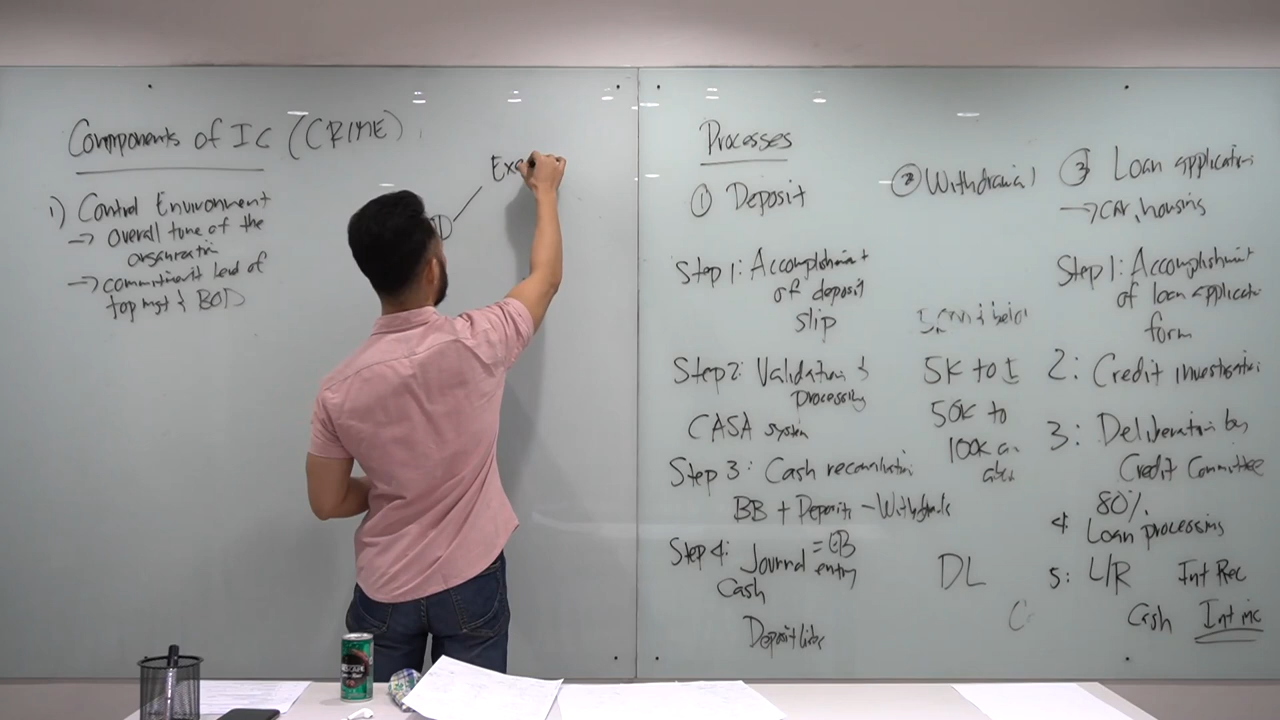 Components of IC (CRIME)
1) Control Environment
→ overall tone of the
organization
→ commitment level of
top mgt & BOD
Exe
Processes
① Deposit
Step 1: Accomplishment
of deposit
slip
Step 2: Validation &
processing
CASA system
Step 3: Cash reconciliation
BB + Deposits - Withdrawals
= EB
Step 4: Journal entry
Cash
Deposit liab
② Withdrawal
5K to
50K to
100K
DL
③ Loan application
→ car, housing
Step 1: Accomplishment
of loan application
form
2: Credit investigation
3: Deliberation by
Credit Committee
80%
4 Loan processing
5: L/R Int Rec
Cash Int inc